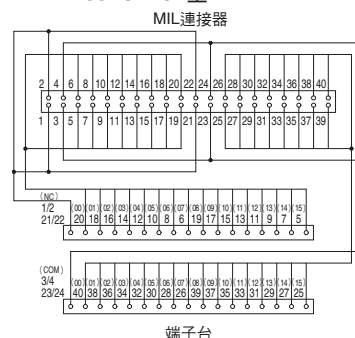 MIL連接器
2 4 6 8 10 12 14 16 18 20 22 24 26 28 30 32 34 36 38 40
1 3 5 7 9 11 13 15 17 19 21 23 25 27 29 31 33 35 37 39
(NC)
1/2
21/22
(00) (01) (02) (03) (04) (05) (06) (07) (08) (09) (10) (11) (12) (13) (14) (15)
20 18 16 14 12 10 8 6 19 17 15 13 11 9 7 5
(COM)
3/4
23/24
(00) (01) (02) (03) (04) (05) (06) (07) (08) (09) (10) (11) (12) (13) (14) (15)
40 38 36 34 32 30 28 26 39 37 35 33 31 29 27 25
端子台